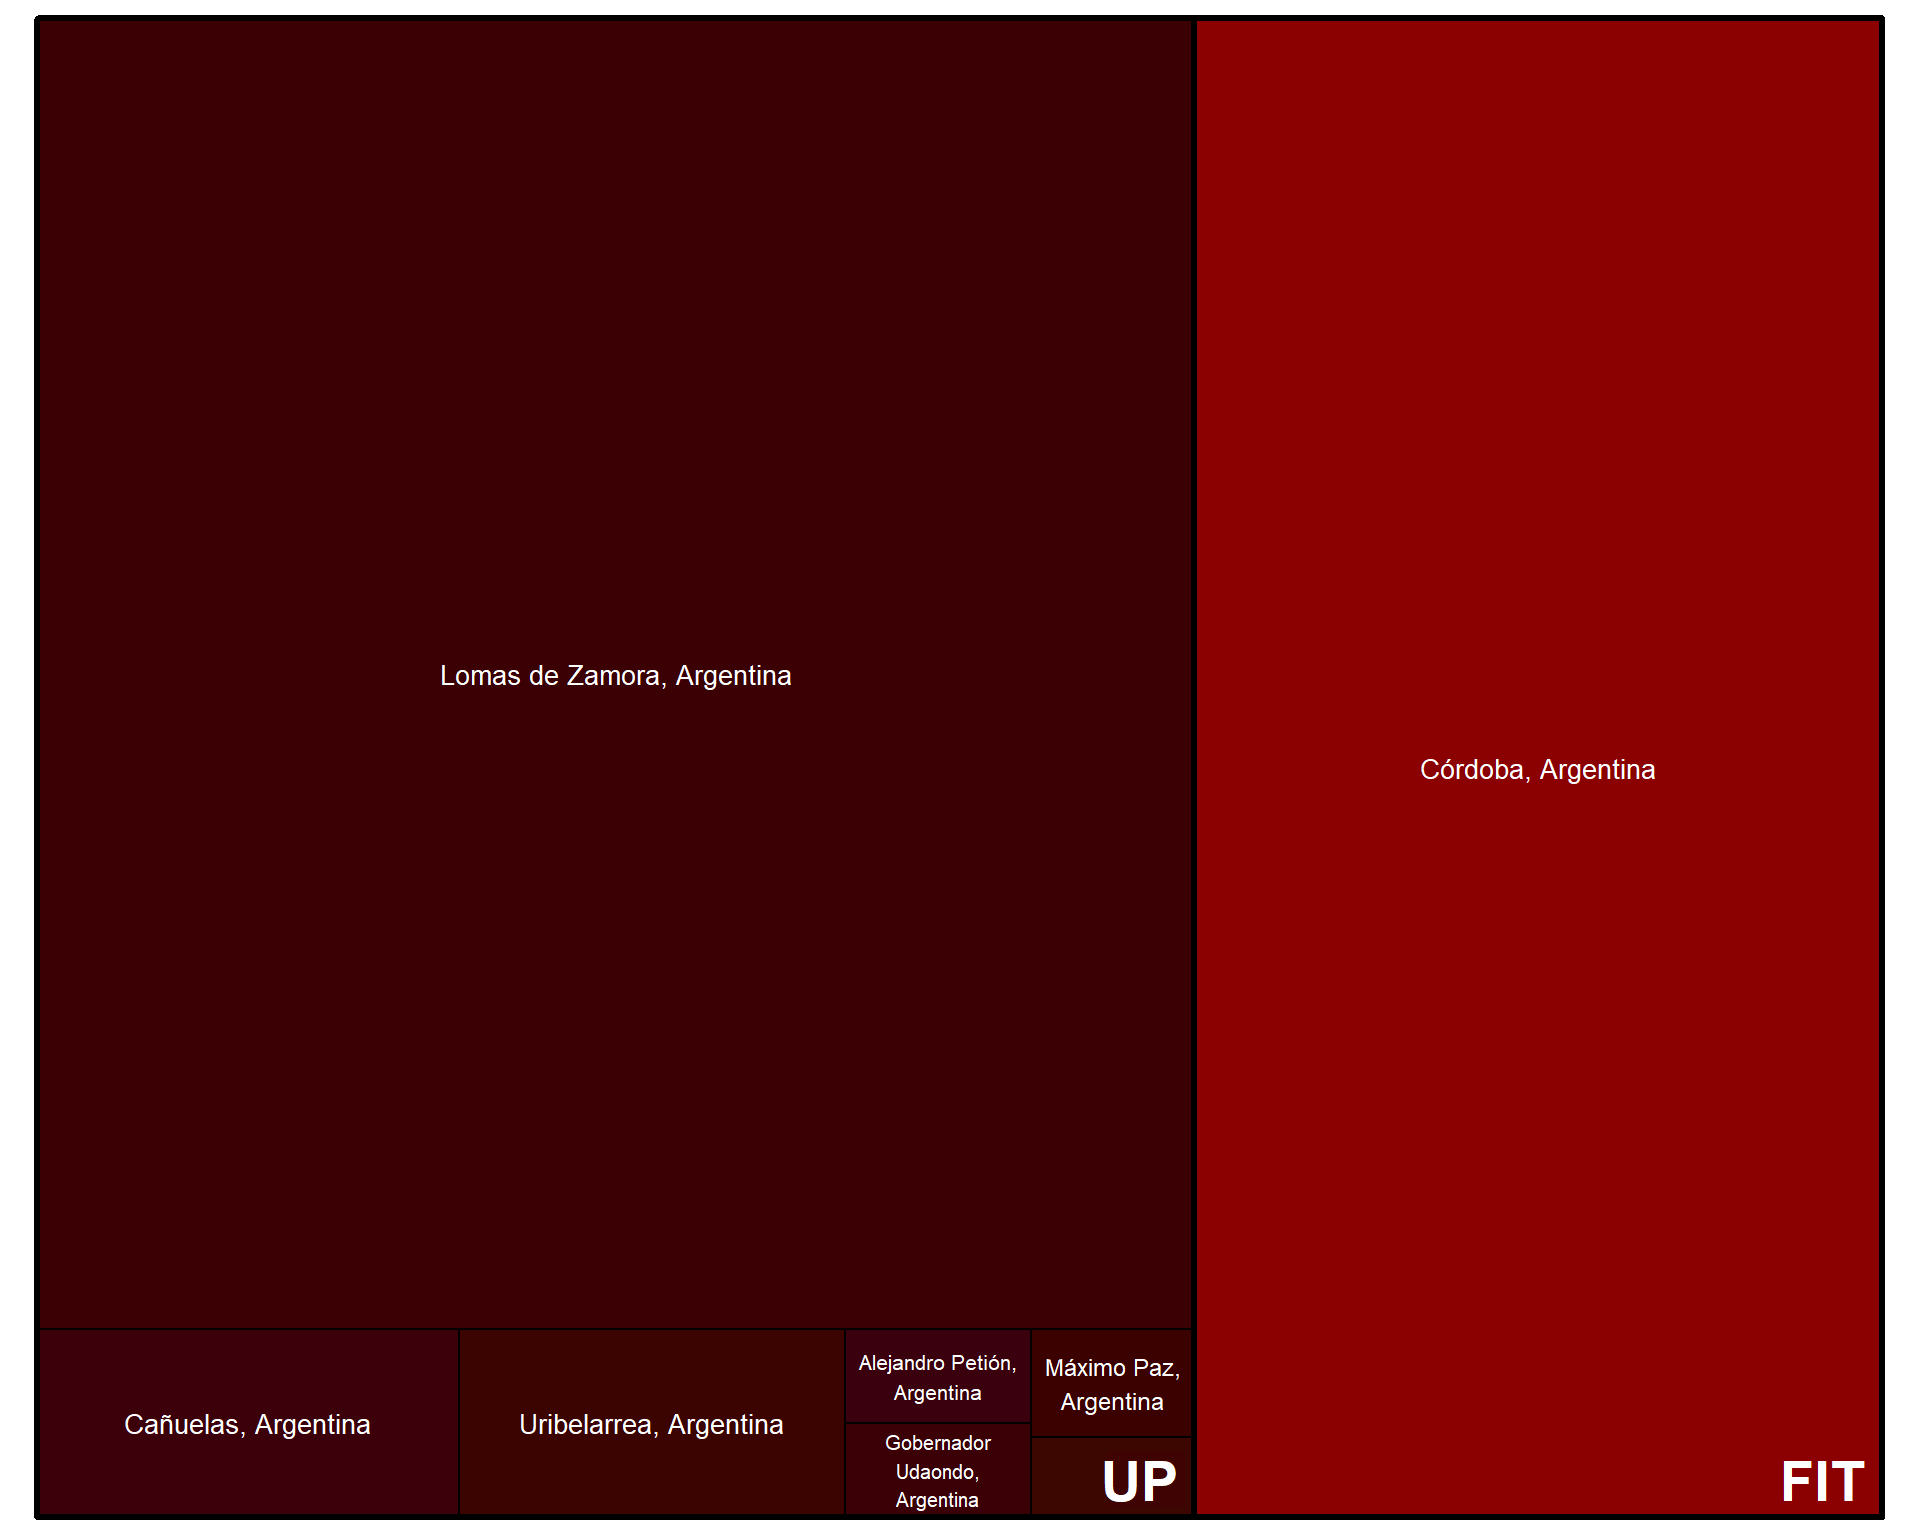 Lomas de Zamora, Argentina
Córdoba, Argentina
Cañuelas, Argentina
Uribelarrea, Argentina
Alejandro Petión,
Argentina
Gobernador
Udaondo,
Argentina
Máximo Paz,
Argentina
UP
FIT